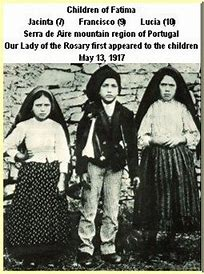 Children of Fatima
Jacinta (7) Francisco (9) Lucia (10)
Serra de Aire mountain region of Portugal
Our Lady of the Rosary first appeared to the children
May 13, 1917